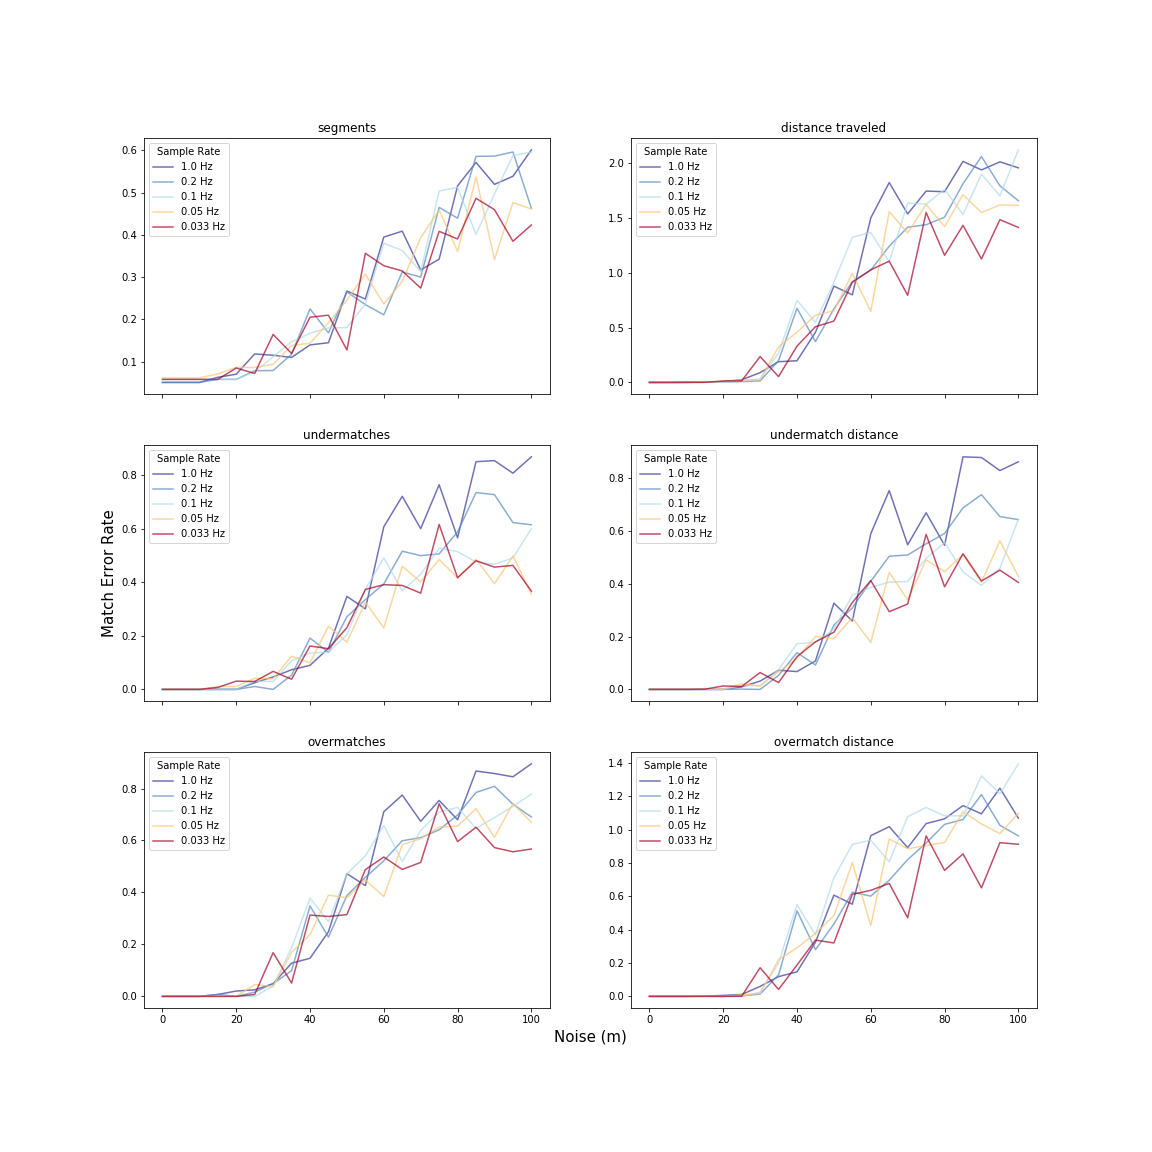 segments
Sample Rate
1.0 Hz
0.2 Hz
0.1 Hz
0.05 Hz
0.033 Hz
0.6
0.5
0.4
0.3
0.2
0.1
distance traveled
Sample Rate
1.0 Hz
0.2 Hz
0.1 Hz
0.05 Hz
0.033 Hz
2.0
1.5
1.0
0.5
0.0
undermatches
Sample Rate
1.0 Hz
0.2 Hz
0.1 Hz
0.05 Hz
0.033 Hz
0.8
0.6
0.4
0.2
0.0
undermatch distance
Sample Rate
1.0 Hz
0.2 Hz
0.1 Hz
0.05 Hz
0.033 Hz
0.8
0.6
0.4
0.2
0.0
Match Error Rate
overmatches
Sample Rate
1.0 Hz
0.2 Hz
0.1 Hz
0.05 Hz
0.033 Hz
0.8
0.6
0.4
0.2
0.0
0 20 40 60 80 100
overmatch distance
Sample Rate
1.0 Hz
0.2 Hz
0.1 Hz
0.05 Hz
0.033 Hz
1.4
1.2
1.0
0.8
0.6
0.4
0.2
0.0
0 20 40 60 80 100
Noise (m)